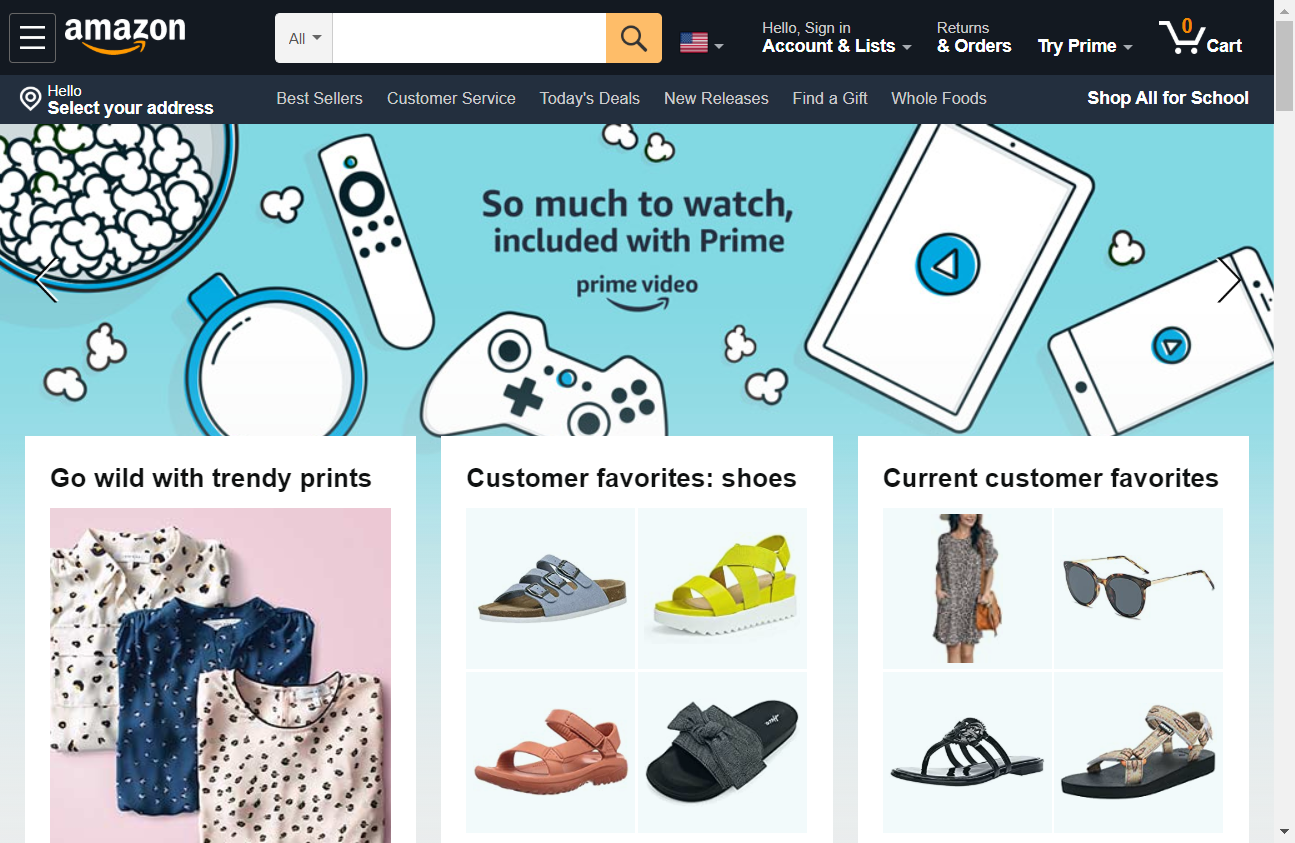 amazon
All
Hello, Sign in
Account & Lists
Returns
& Orders
Try Prime
0
Cart
Hello
Select your address
Best Sellers
Customer Service
Today's Deals
New Releases
Find a Gift
Whole Foods
Shop All for School
So much to watch,
included with Prime
prime video
Go wild with trendy prints
Customer favorites: shoes
Current customer favorites